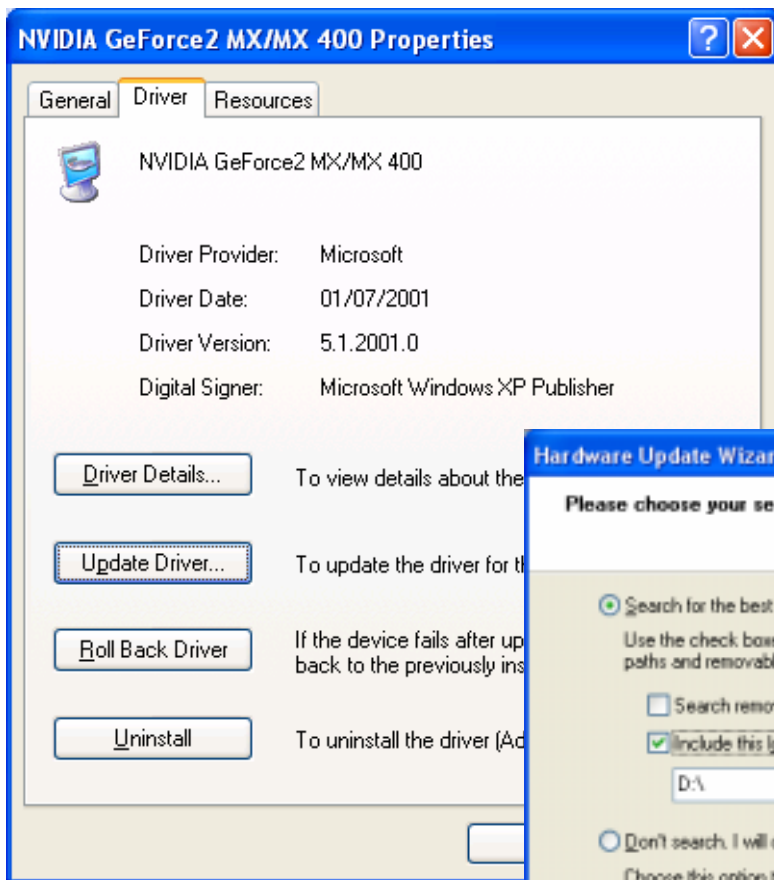 NVIDIA GeForce2 MX/MX 400 Properties
General Driver Resources
NVIDIA GeForce2 MX/MX 400
Driver Provider: Microsoft
Driver Date: 01/07/2001
Driver Version: 5.1.2001.0
Digital Signer: Microsoft Windows XP Publisher
Driver Details...
To view details about the
Update Driver...
To update the driver for
Roll Back Driver
If the device fails after up
back to the previously ins
Uninstall
To uninstall the driver (Ad
Hardware Update Wizar
Please choose your se
Search for the best
Use the check boxe
paths and removabl
Search remov
Include this l
D:\
Don't search. I will
Choose this option